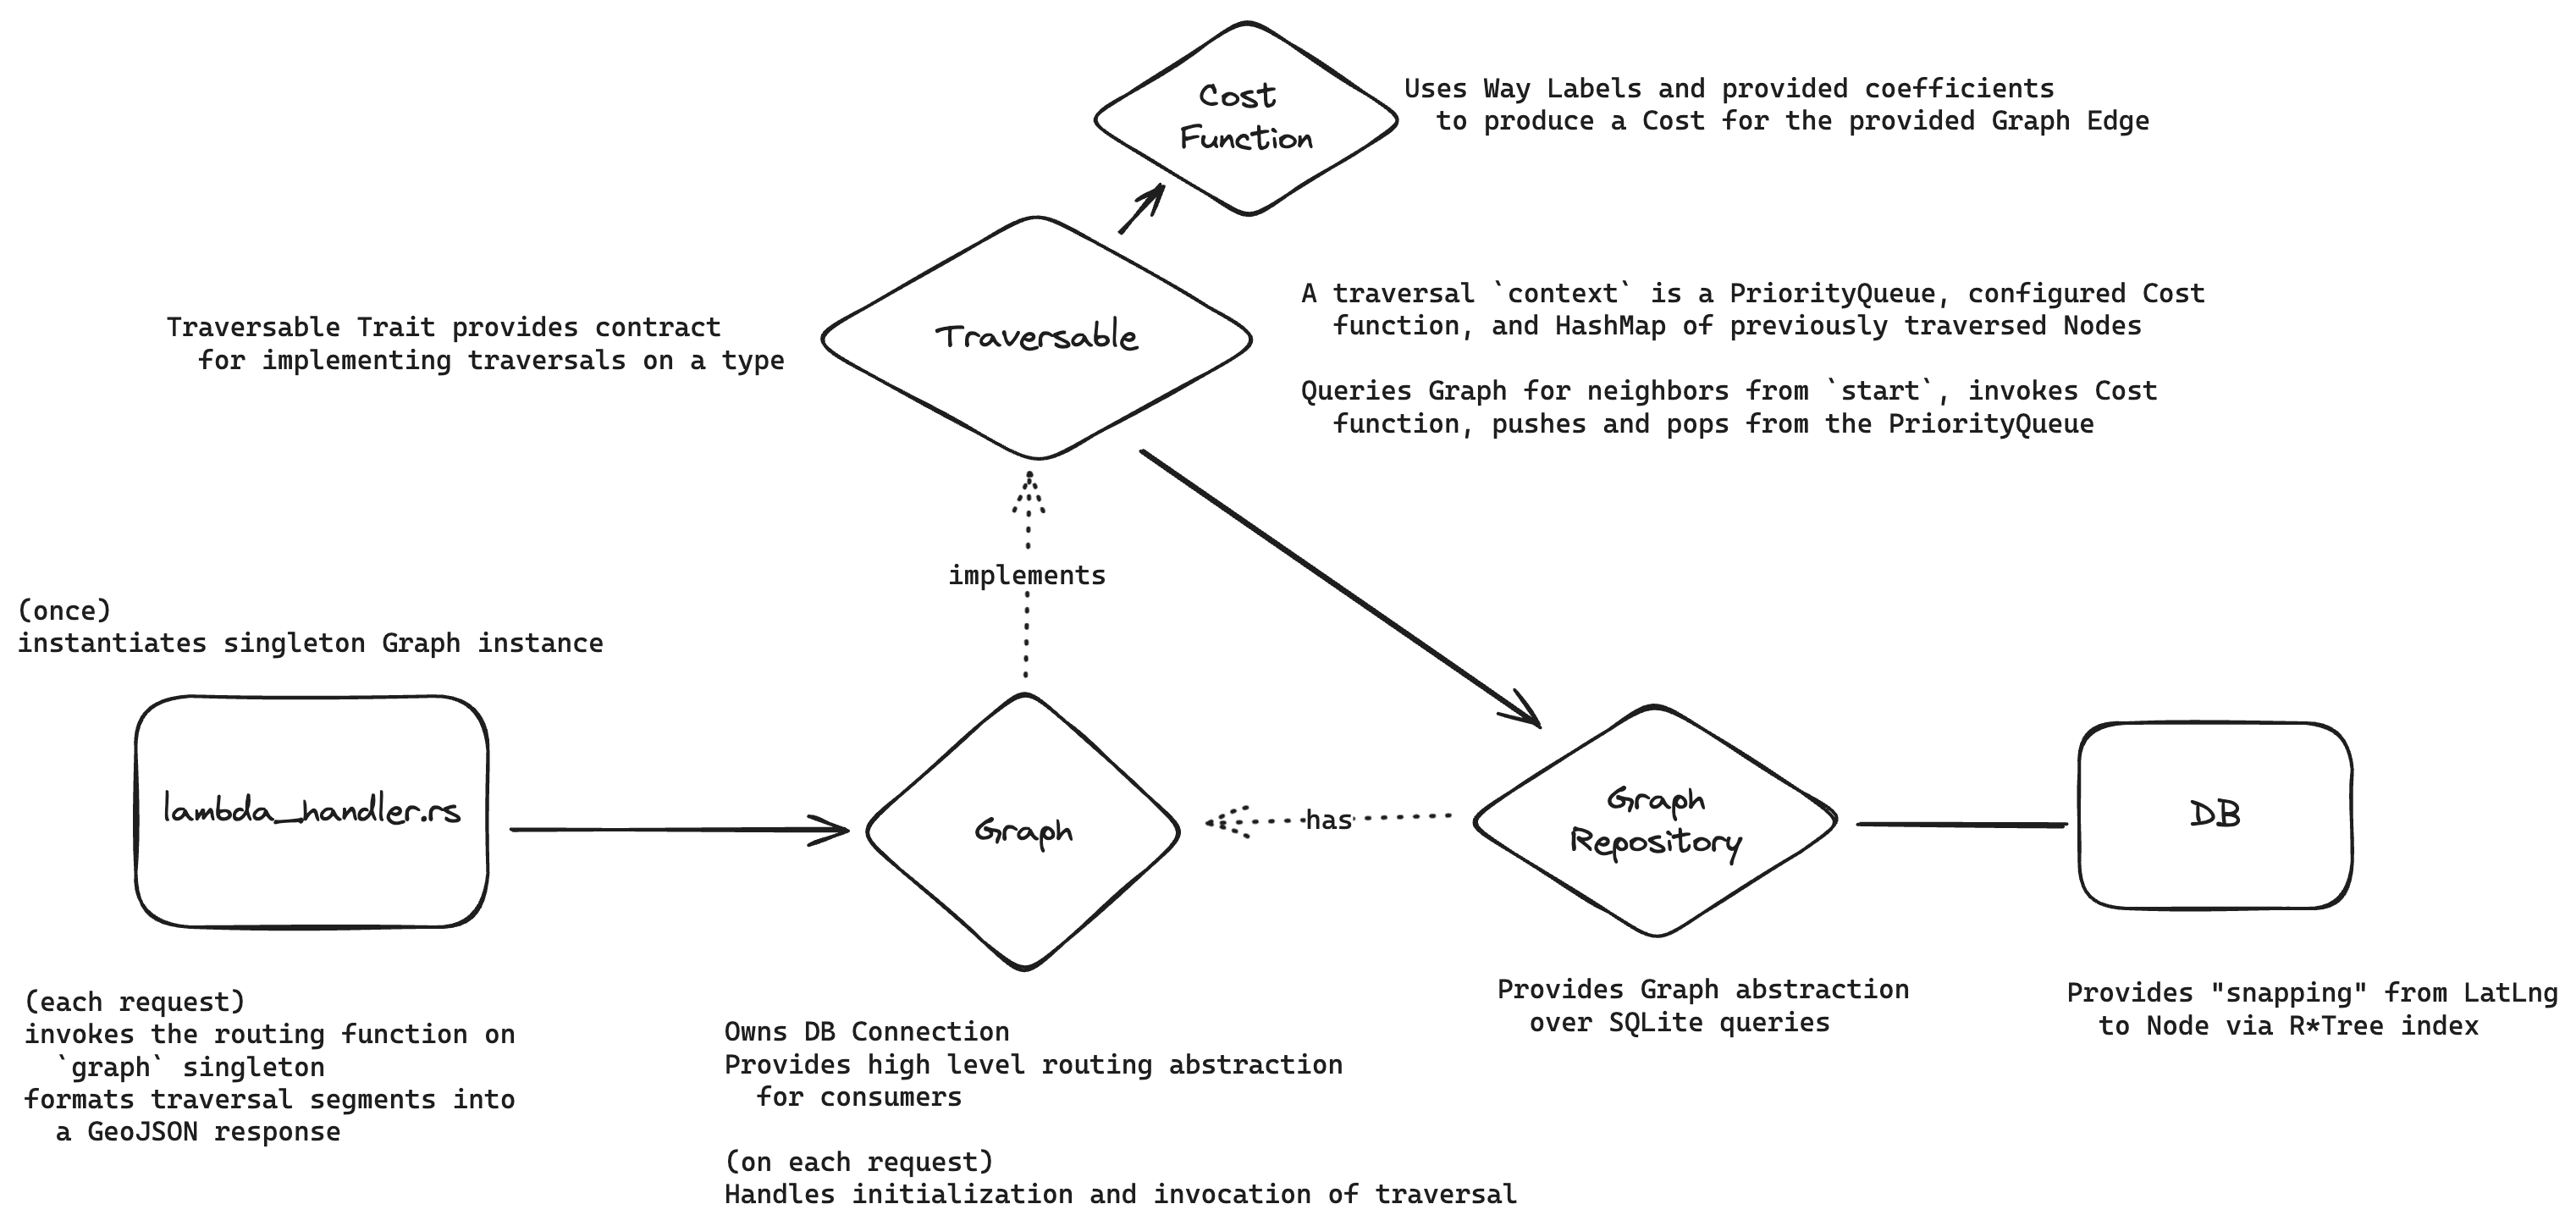 Cost
Function
Uses Way Labels and provided coefficients
to produce a Cost for the provided Graph Edge
Traversable Trait provides contract
for implementing traversals on a type
Traversable
A traversal `context` is a PriorityQueue, configured Cost
function, and HashMap of previously traversed Nodes
Queries Graph for neighbors from `start`, invokes Cost
function, pushes and pops from the PriorityQueue
implements
(once)
instantiates singleton Graph instance
lambda_handler.rs
(each request)
invokes the routing function on
`graph` singleton
formats traversal segments into
a GeoJSON response
Graph
Owns DB Connection
Provides high level routing abstraction
for consumers
(on each request)
Handles initialization and invocation of traversal
has
Graph
Repository
Provides Graph abstraction
over SQLite queries
DB
Provides "snapping" from LatLng
to Node via R*Tree index